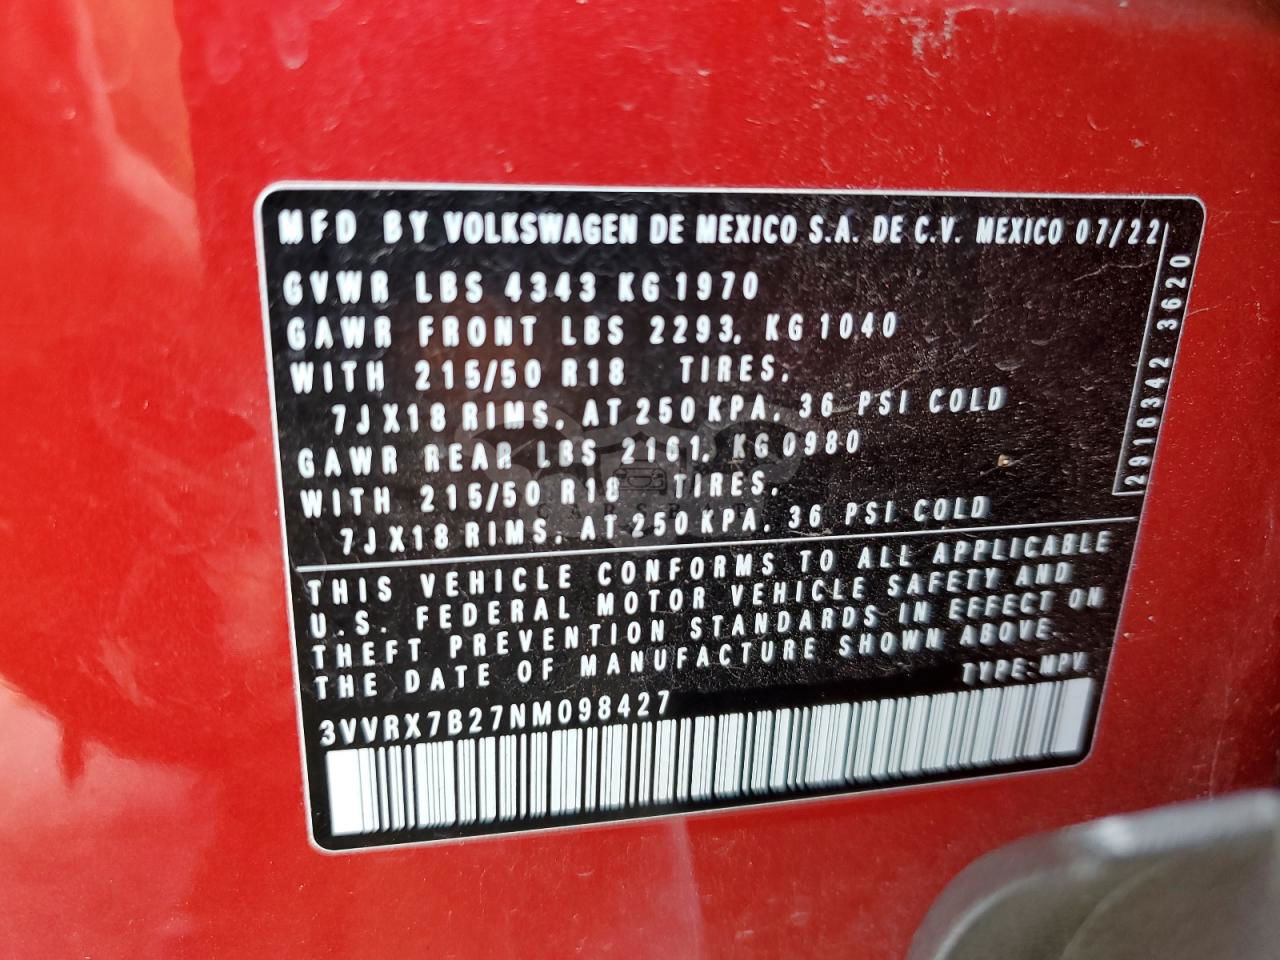 MFD BY VOLKSWAGEN DE MEXICO S.A. DE C.V. MEXICO 07/22
GVWR LBS 4343 KG 1970
GAWR FRONT LBS 2293, KG 1040
WITH 215/50 R18 TIRES,
7JX18 RIMS, AT 250 KPA, 36 PSI COLD
GAWR REAR LBS 2161, KG 0980
WITH 215/50 R18 TIRES,
7JX18 RIMS, AT 250 KPA, 36 PSI COLD
2916342 3620
THIS VEHICLE CONFORMS TO ALL APPLICABLE
U.S. FEDERAL MOTOR VEHICLE SAFETY AND
THEFT PREVENTION STANDARDS IN EFFECT ON
THE DATE OF MANUFACTURE SHOWN ABOVE.
TYPE: MPV
3VVRX7B27NM098427